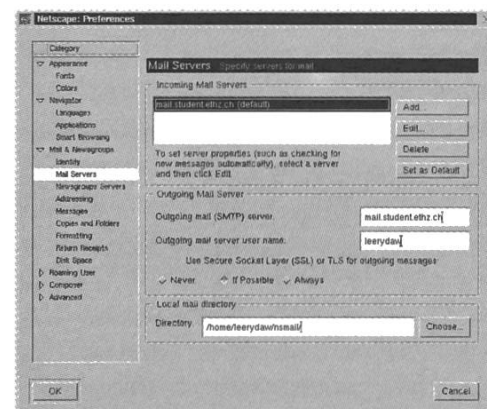 Netscape: Preferences
Category
Appearance
Fonts
Colors
Navigator
Languages
Applications
Smart Browsing
Mail & Newsgroups
Identity
Mail Servers
Newsgroups Servers
Addressing
Messages
Copies and Folders
Formatting
Return Receipts
Disk Space
Roaming User
Composer
Advanced
Mail Servers Specify servers for mail
Incoming Mail Servers
mail.student.ethz.ch (default)
Add...
Edit...
Delete
Set as Default
To set server properties (such as checking for
new messages automatically), select a server
and then click Edit.
Outgoing Mail Server
Outgoing mail (SMTP) server: mail.student.ethz.ch
Outgoing mail server user name: leerydaw
Use Secure Socket Layer (SSL) or TLS for outgoing messages:
Never If Possible Always
Local mail directory
Directory: /home/leerydaw/nsmail/ Choose...
OK Cancel